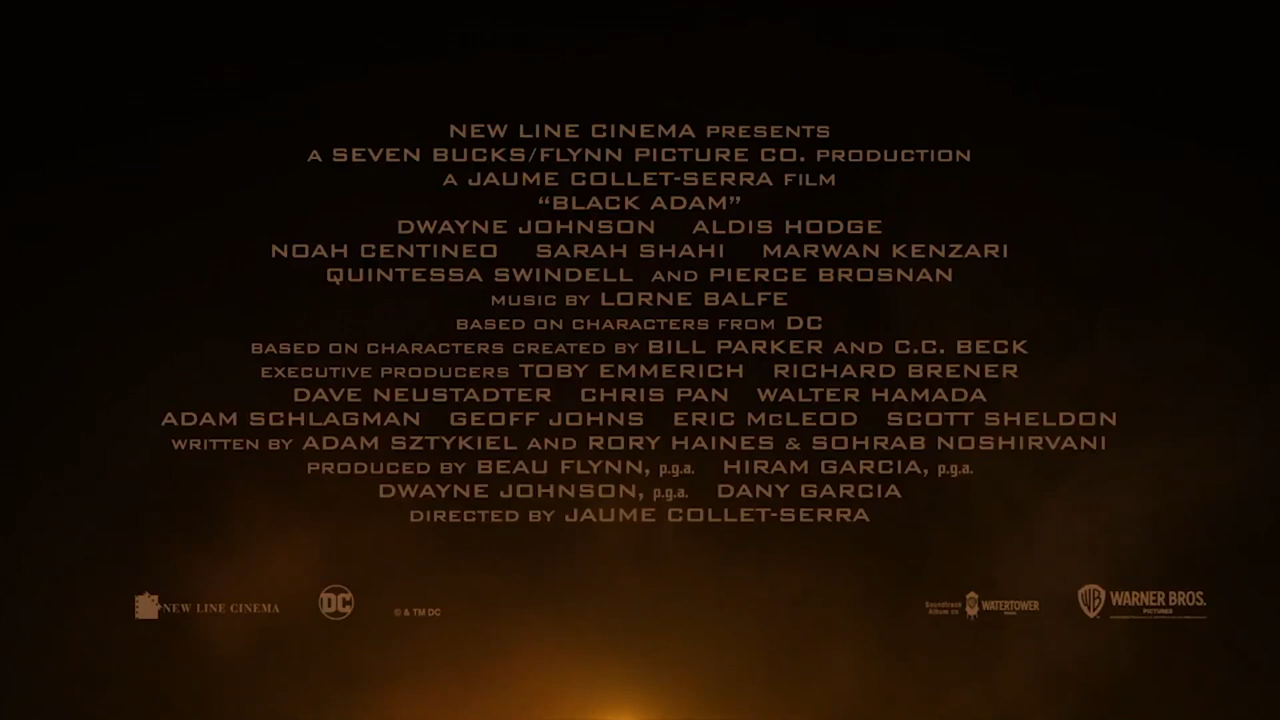 NEW LINE CINEMA PRESENTS
A SEVEN BUCKS/FLYNN PICTURE CO. PRODUCTION
A JAUME COLLET-SERRA FILM
“BLACK ADAM”
DWAYNE JOHNSON ALDIS HODGE
NOAH CENTINEO SARAH SHAHI MARWAN KENZARI
QUINTESSA SWINDELL AND PIERCE BROSNAN
MUSIC BY LORNE BALFE
BASED ON CHARACTERS FROM DC
BASED ON CHARACTERS CREATED BY BILL PARKER AND C.C. BECK
EXECUTIVE PRODUCERS TOBY EMMERICH RICHARD BRENER
DAVE NEUSTADTER CHRIS PAN WALTER HAMADA
ADAM SCHLAGMAN GEOFF JOHNS ERIC McLEOD SCOTT SHELDON
WRITTEN BY ADAM SZTYKIEL AND RORY HAINES & SOHRAB NOSHIRVANI
PRODUCED BY BEAU FLYNN, p.g.a. HIRAM GARCIA, p.g.a.
DWAYNE JOHNSON, p.g.a. DANY GARCIA
DIRECTED BY JAUME COLLET-SERRA
NEW LINE CINEMA DC © & TM DC Soundtrack WATERTOWER WB WARNER BROS.
Album on PICTURES